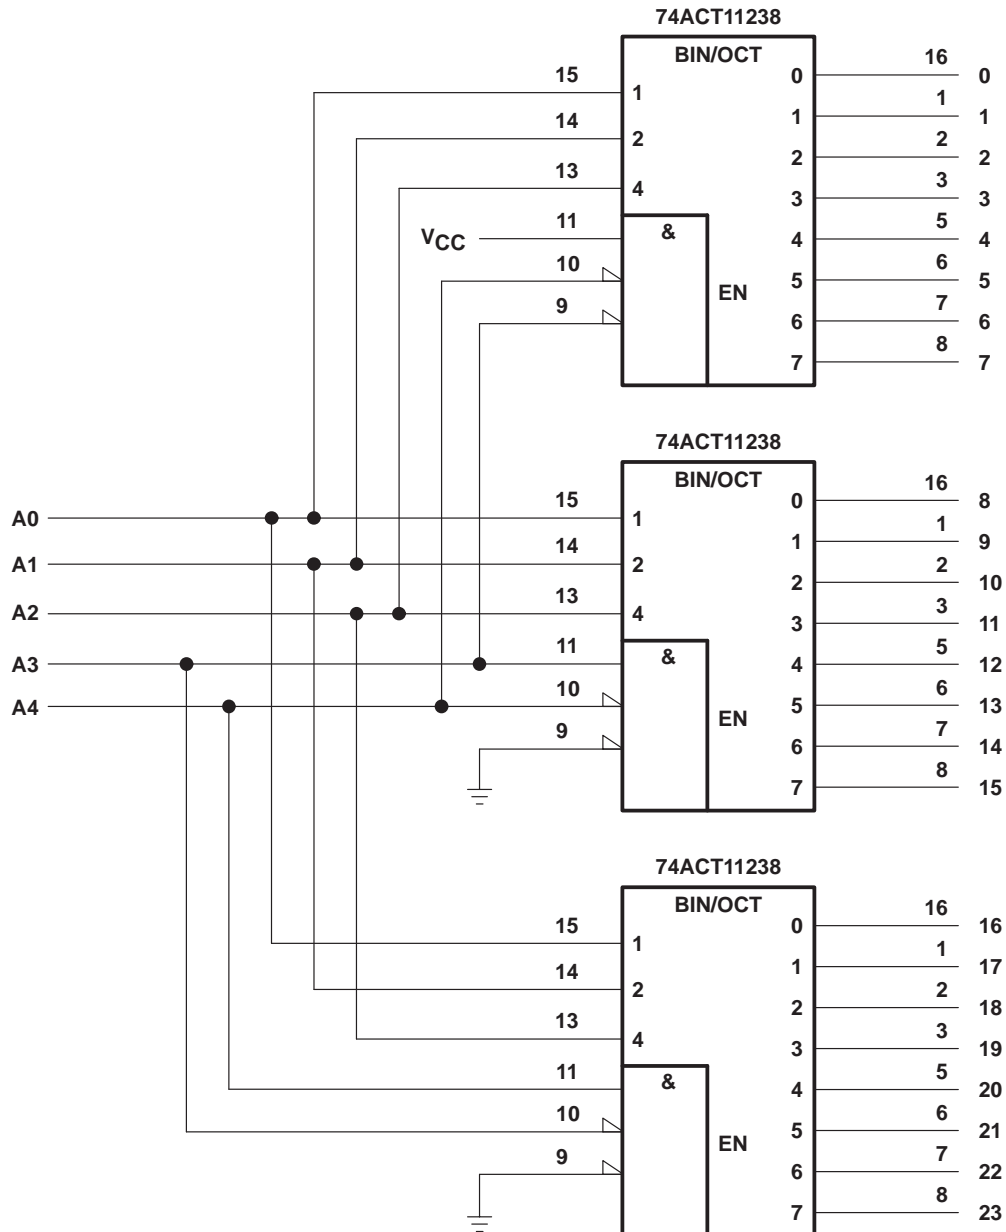 74ACT11238
BIN/OCT
15 1 0 16 0
14 2 1 1 1
13 4 2 2 2
3 3 3
VCC 11 & 4 5 4
10 EN 5 6 5
9 6 7 6
7 8 7
74ACT11238
BIN/OCT
A0 15 1 0 16 8
A1 14 2 1 1 9
A2 13 4 2 2 10
3 3 11
A3 11 & 4 5 12
A4 10 EN 5 6 13
9 6 7 14
7 8 15
74ACT11238
BIN/OCT
15 1 0 16 16
14 2 1 1 17
13 4 2 2 18
3 3 19
11 & 4 5 20
10 EN 5 6 21
9 6 7 22
7 8 23